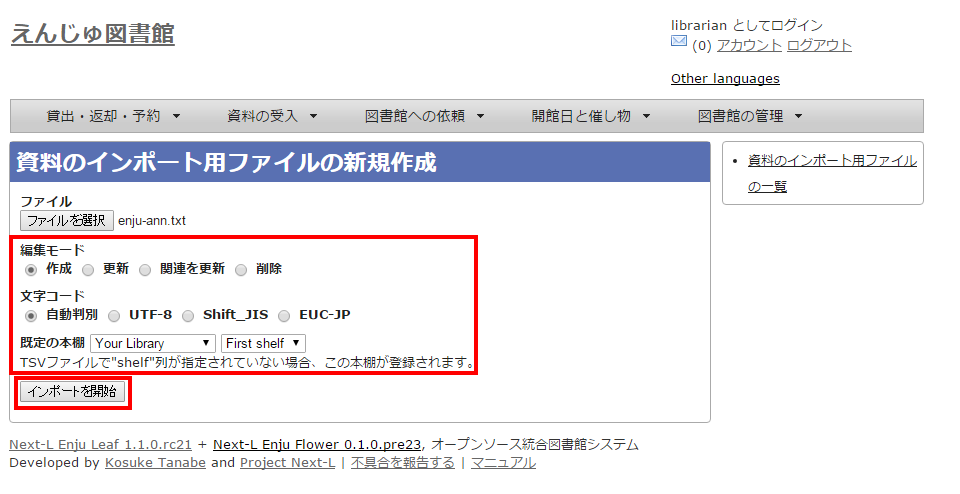 えんじゅ図書館
librarian としてログイン
(0) アカウント ログアウト
Other languages
貸出・返却・予約 資料の受入 図書館への依頼 開館日と催し物 図書館の管理
資料のインポート用ファイルの新規作成
ファイル
ファイルを選択 enju-ann.txt
編集モード
作成 更新 関連を更新 削除
文字コード
自動判別 UTF-8 Shift_JIS EUC-JP
既定の本棚 Your Library First shelf
TSVファイルで"shelf"列が指定されていない場合、この本棚が登録されます。
インポートを開始
資料のインポート用ファイル
の一覧
Next-L Enju Leaf 1.1.0.rc21 + Next-L Enju Flower 0.1.0.pre23, オープンソース統合図書館システム
Developed by Kosuke Tanabe and Project Next-L | 不具合を報告する | マニュアル